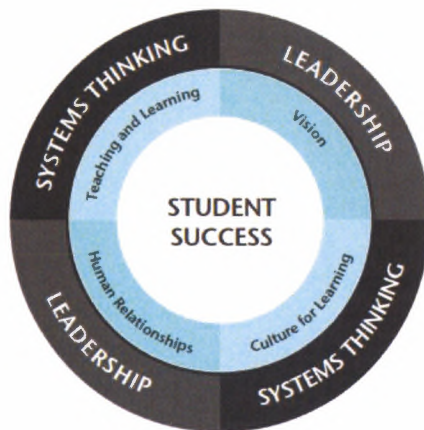 SYSTEMS THINKING
LEADERSHIP
Teaching and Learning
Vision
STUDENT
SUCCESS
Human Relationships
Culture for Learning
LEADERSHIP
SYSTEMS THINKING